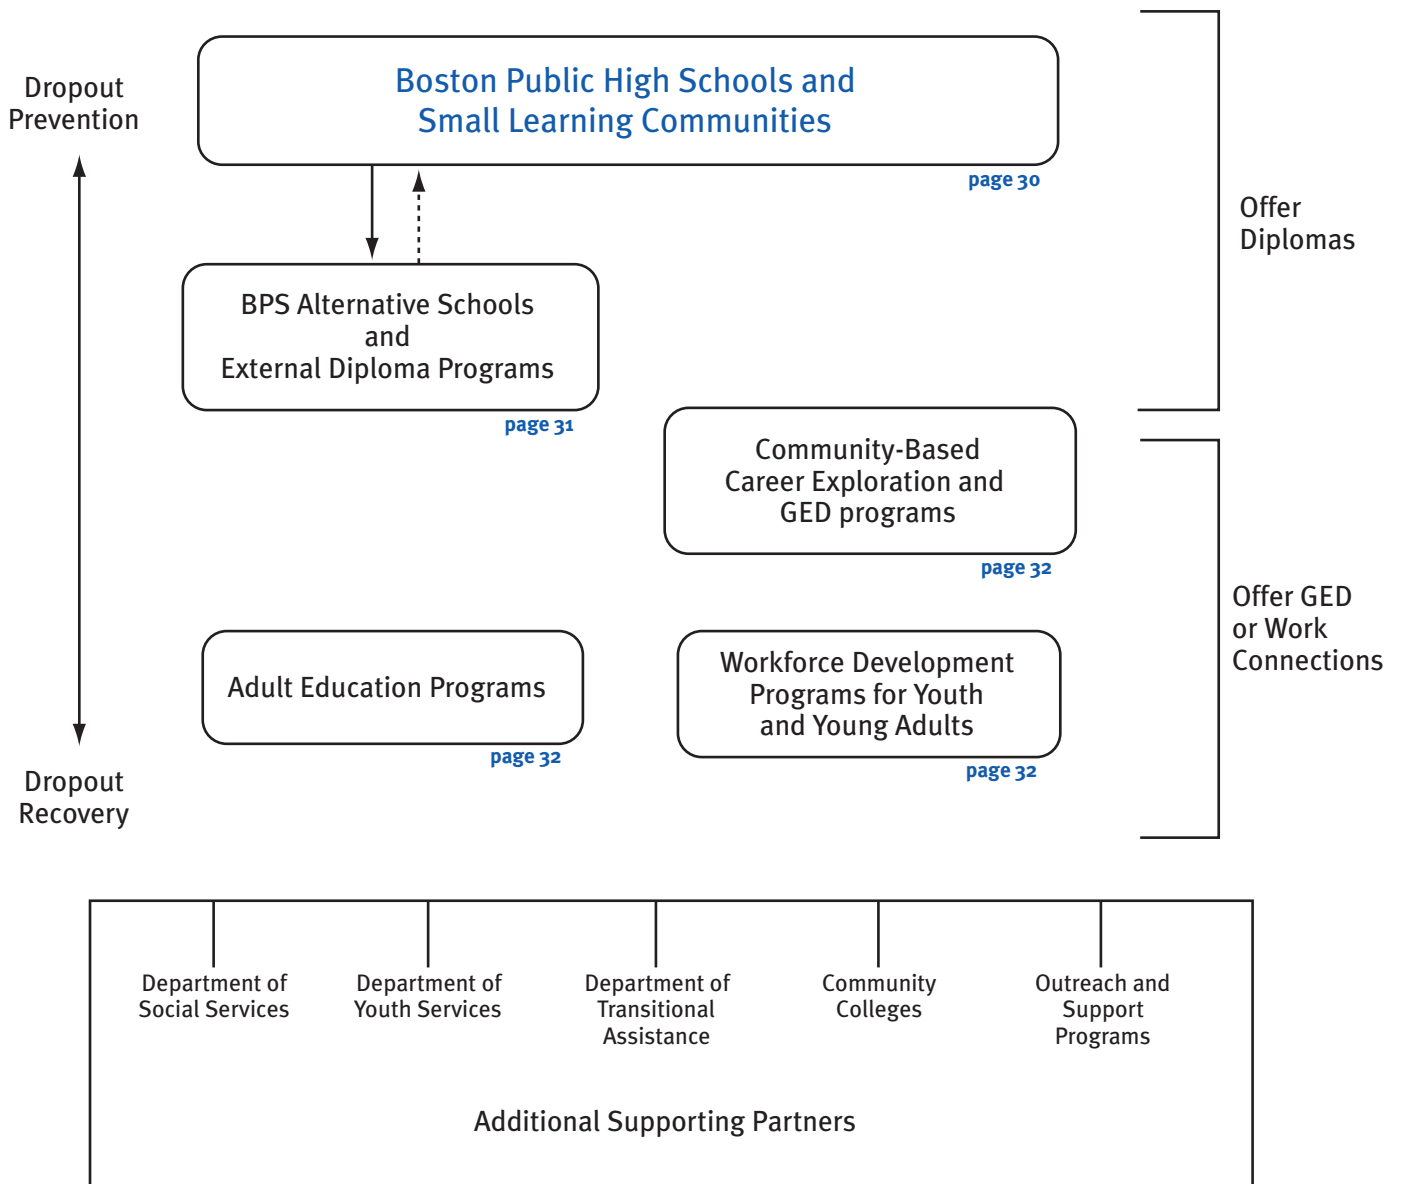 Dropout
Prevention
Boston Public High Schools and
Small Learning Communities
page 30
Offer
Diplomas
BPS Alternative Schools
and
External Diploma Programs
page 31
Community-Based
Career Exploration and
GED programs
page 32
Offer GED
or Work
Connections
Adult Education Programs
page 32
Workforce Development
Programs for Youth
and Young Adults
page 32
Dropout
Recovery
Department of
Social Services
Department of
Youth Services
Department of
Transitional
Assistance
Community
Colleges
Outreach and
Support
Programs
Additional Supporting Partners